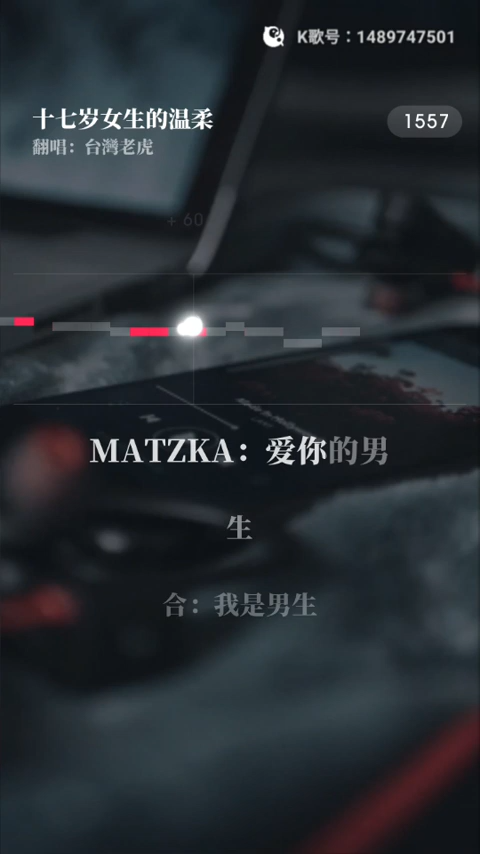 K歌号：1489747501
十七岁女生的温柔
1557
翻唱：台灣老虎
+ 60
MATZKA：爱你的男
生
合：我是男生